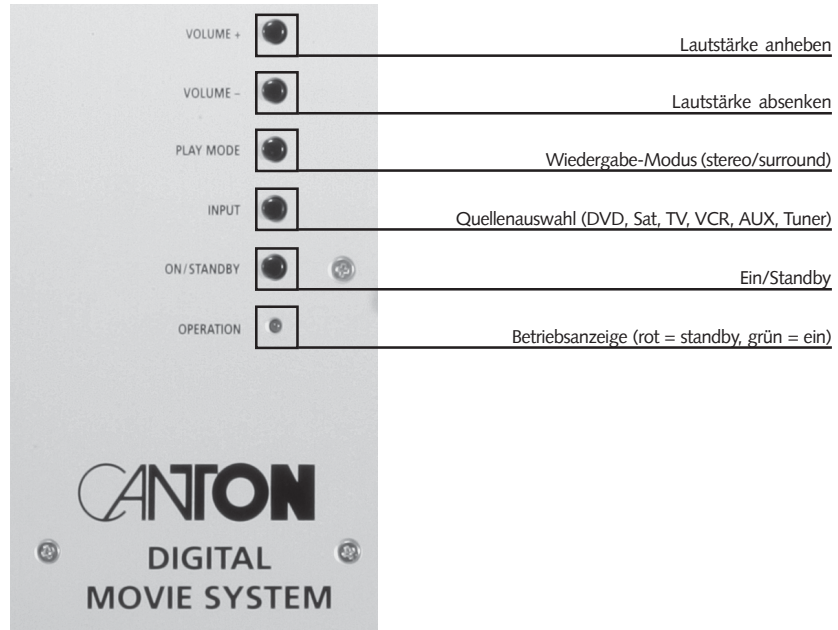 VOLUME +
Lautstärke anheben
VOLUME –
Lautstärke absenken
PLAY MODE
Wiedergabe-Modus (stereo/surround)
INPUT
Quellenauswahl (DVD, Sat, TV, VCR, AUX, Tuner)
ON/STANDBY
Ein/Standby
OPERATION
Betriebsanzeige (rot = standby, grün = ein)
CANTON
DIGITAL
MOVIE SYSTEM